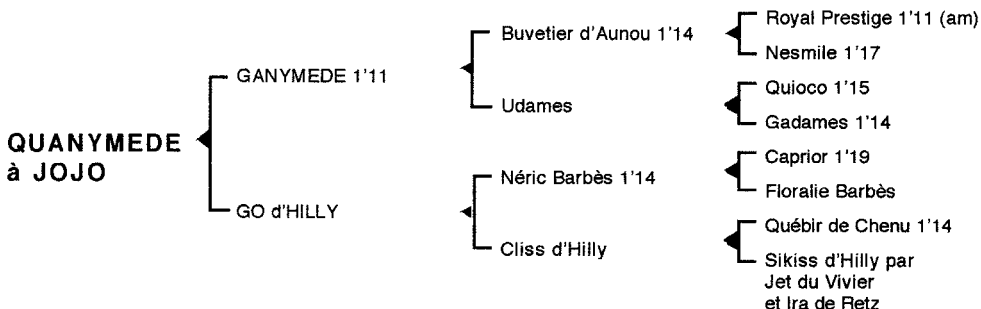 QUANYMEDE
à JOJO
GANYMEDE 1'11
GO d'HILLY
Buvetier d'Aunou 1'14
Udames
Néric Barbès 1'14
Cliss d'Hilly
Royal Prestige 1'11 (am)
Nesmile 1'17
Quioco 1'15
Gadames 1'14
Caprior 1'19
Floralie Barbès
Québir de Chenu 1'14
Sikiss d'Hilly par
Jet du Vivier
et Ira de Retz